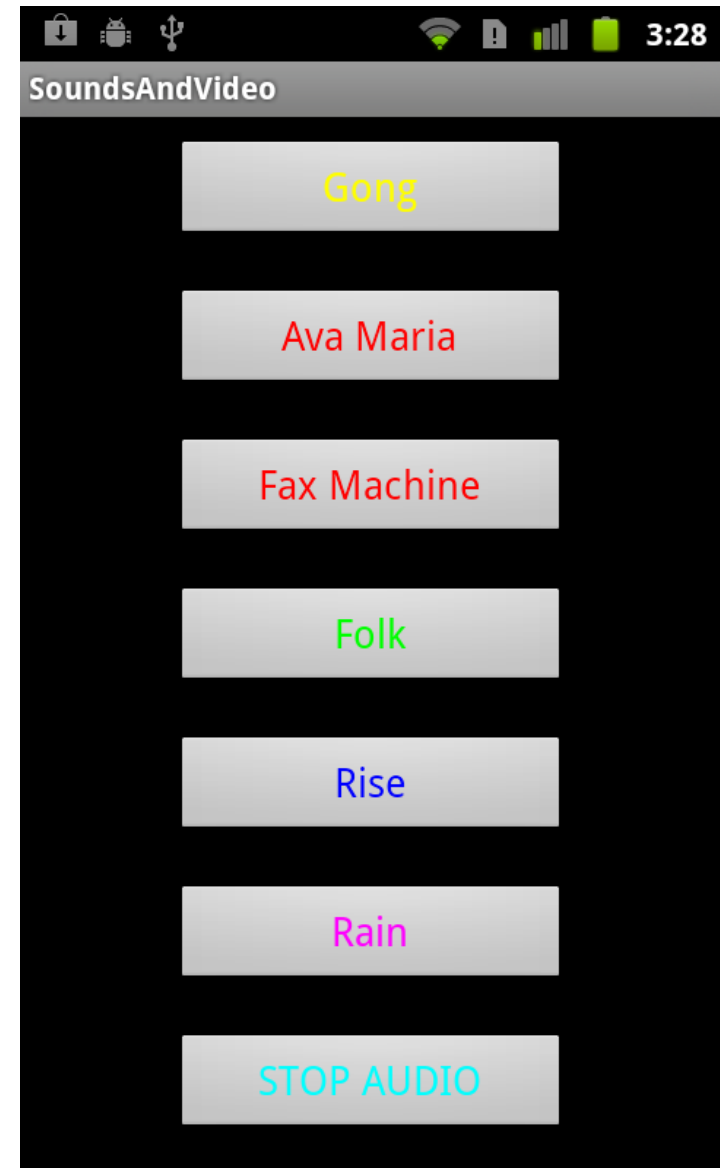 3:28
SoundsAndVideo
Gong
Ava Maria
Fax Machine
Folk
Rise
Rain
STOP AUDIO